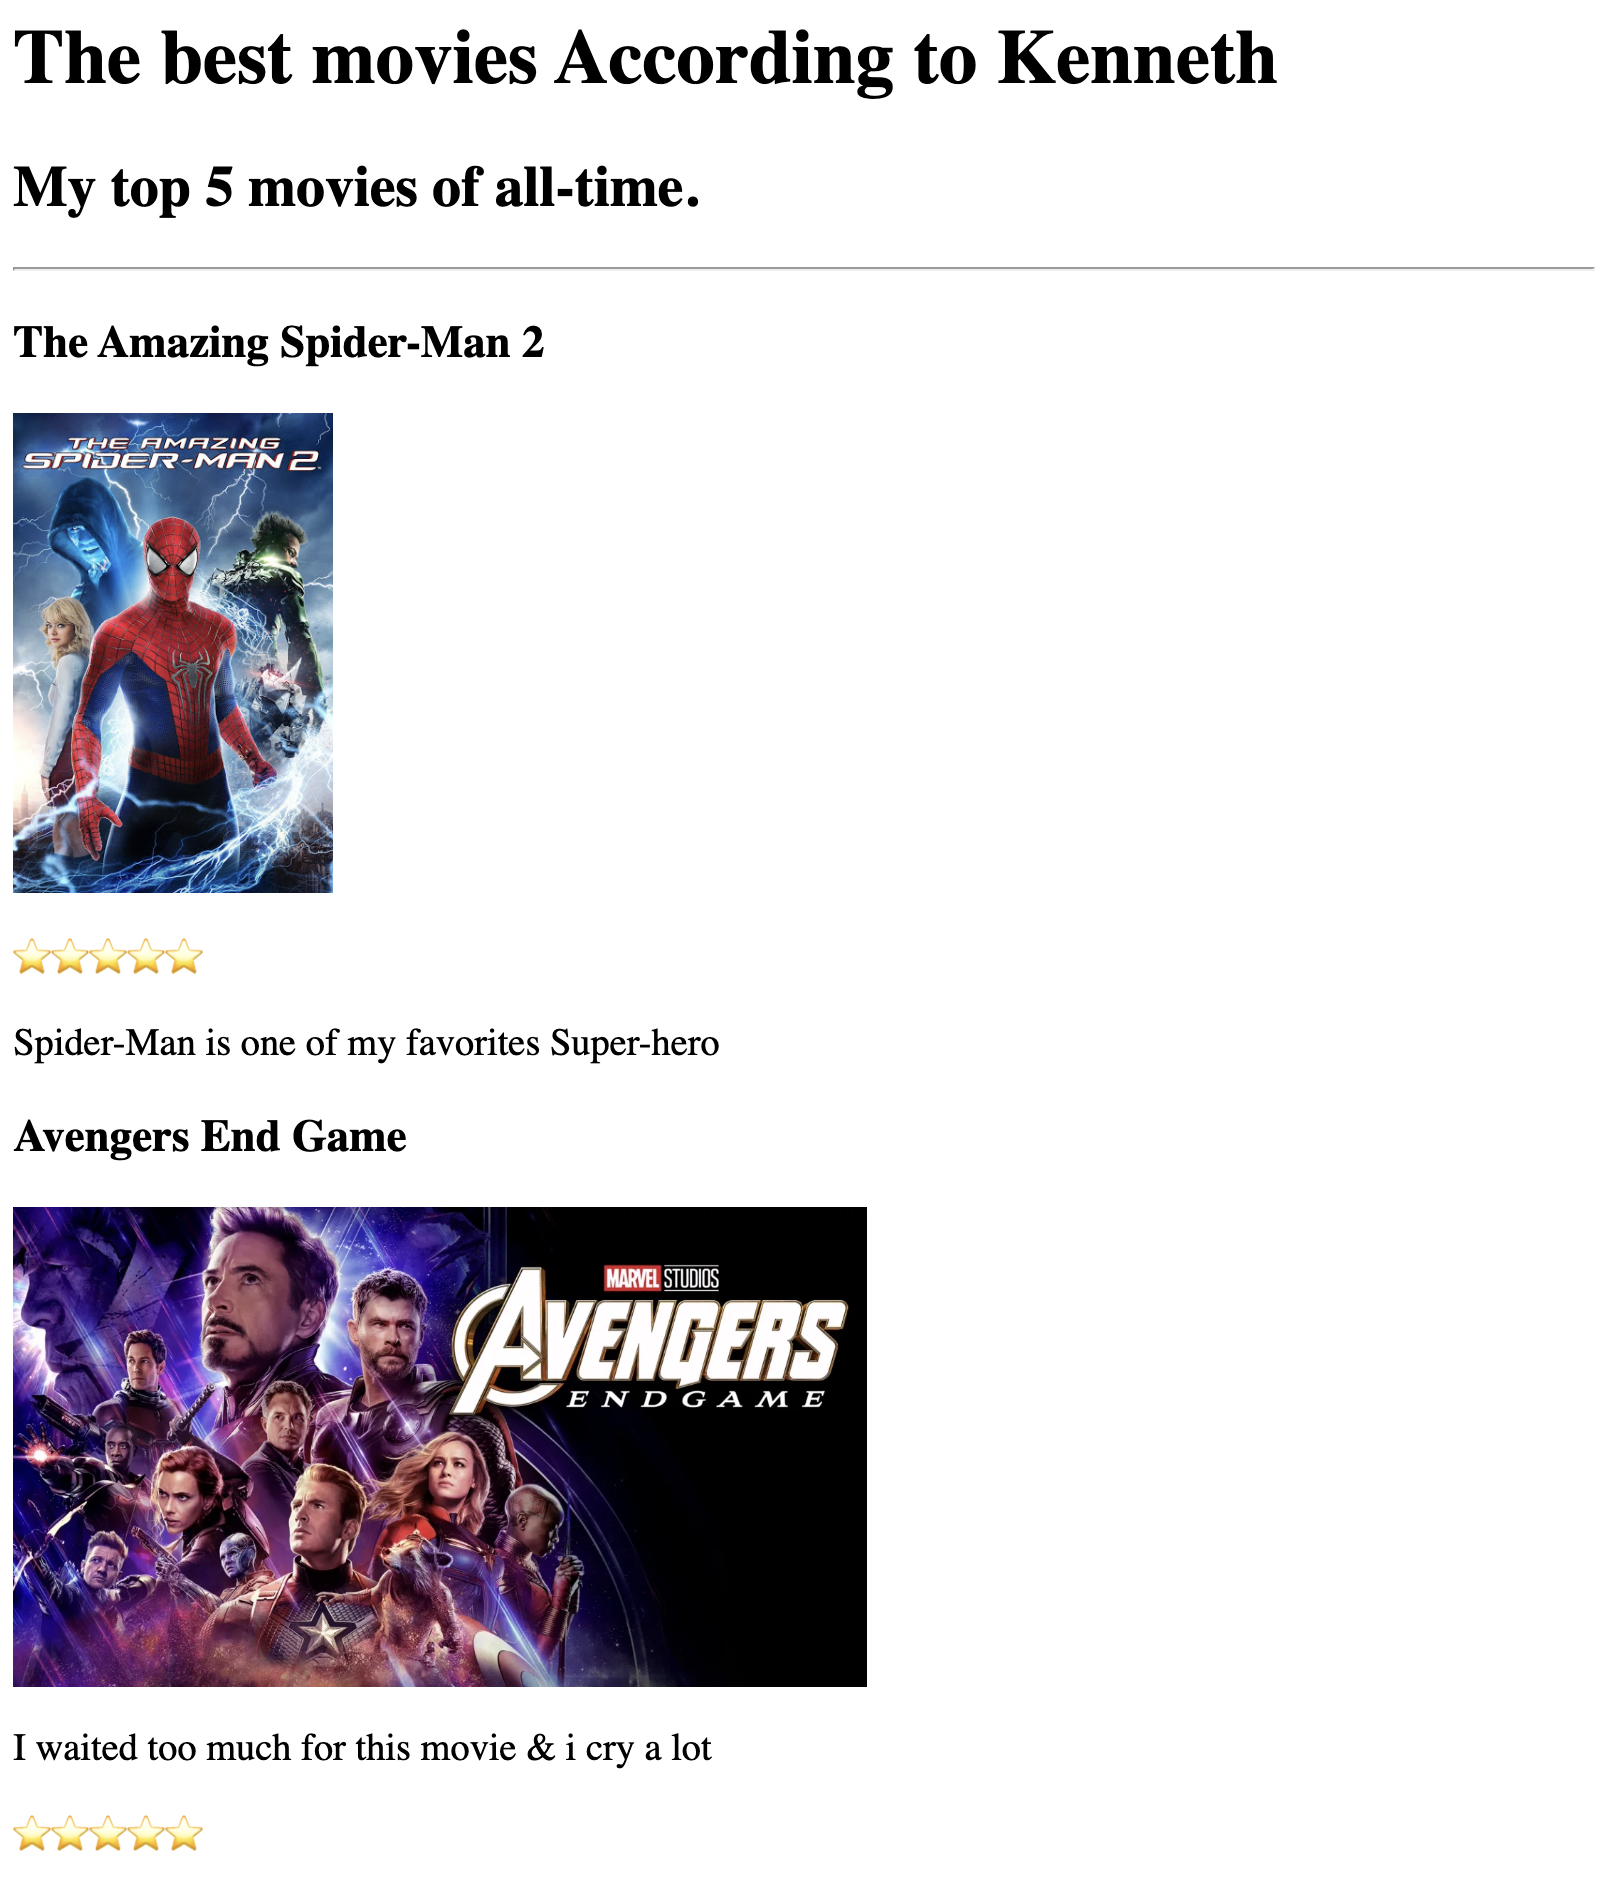 The best movies According to Kenneth
My top 5 movies of all-time.
The Amazing Spider-Man 2
THE AMAZING
SPIDER-MAN 2
⭐⭐⭐⭐⭐
Spider-Man is one of my favorites Super-hero
Avengers End Game
MARVEL STUDIOS
AVENGERS
ENDGAME
I waited too much for this movie & i cry a lot
⭐⭐⭐⭐⭐